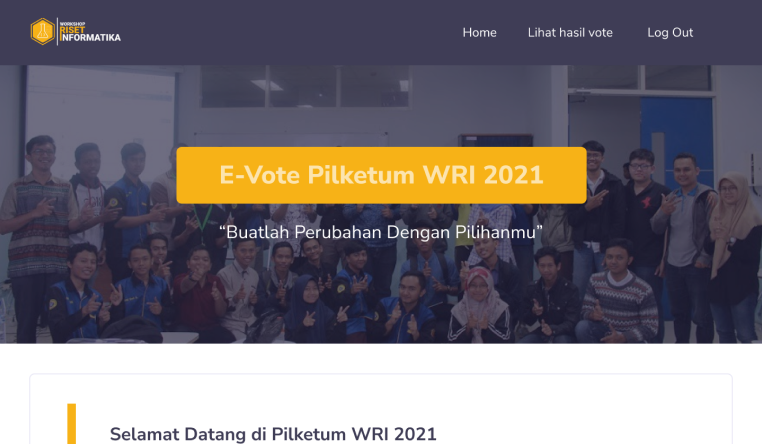 WORKSHOP
RISET
INFORMATIKA
Home
Lihat hasil vote
Log Out
E-Vote Pilketum WRI 2021
“Buatlah Perubahan Dengan Pilihanmu”
Selamat Datang di Pilketum WRI 2021